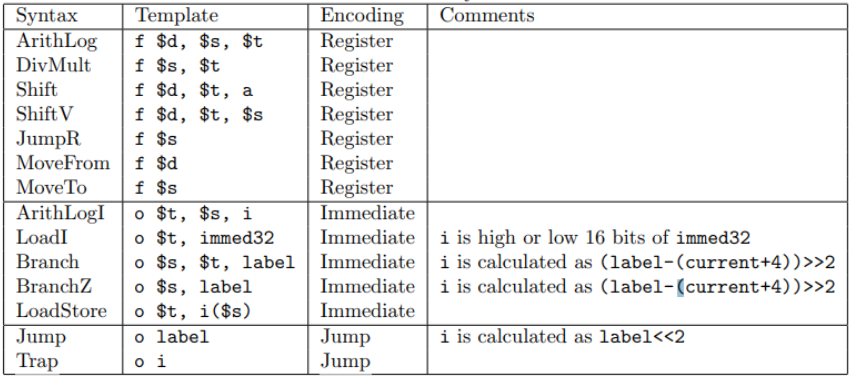 Syntax Template Encoding Comments
ArithLog f $d, $s, $t Register
DivMult f $s, $t Register
Shift f $d, $t, a Register
ShiftV f $d, $t, $s Register
JumpR f $s Register
MoveFrom f $d Register
MoveTo f $s Register
ArithLogI o $t, $s, i Immediate
LoadI o $t, immed32 Immediate i is high or low 16 bits of immed32
Branch o $s, $t, label Immediate i is calculated as (label-(current+4))>>2
BranchZ o $s, label Immediate i is calculated as (label-(current+4))>>2
LoadStore o $t, i($s) Immediate
Jump o label Jump i is calculated as label<<2
Trap o i Jump